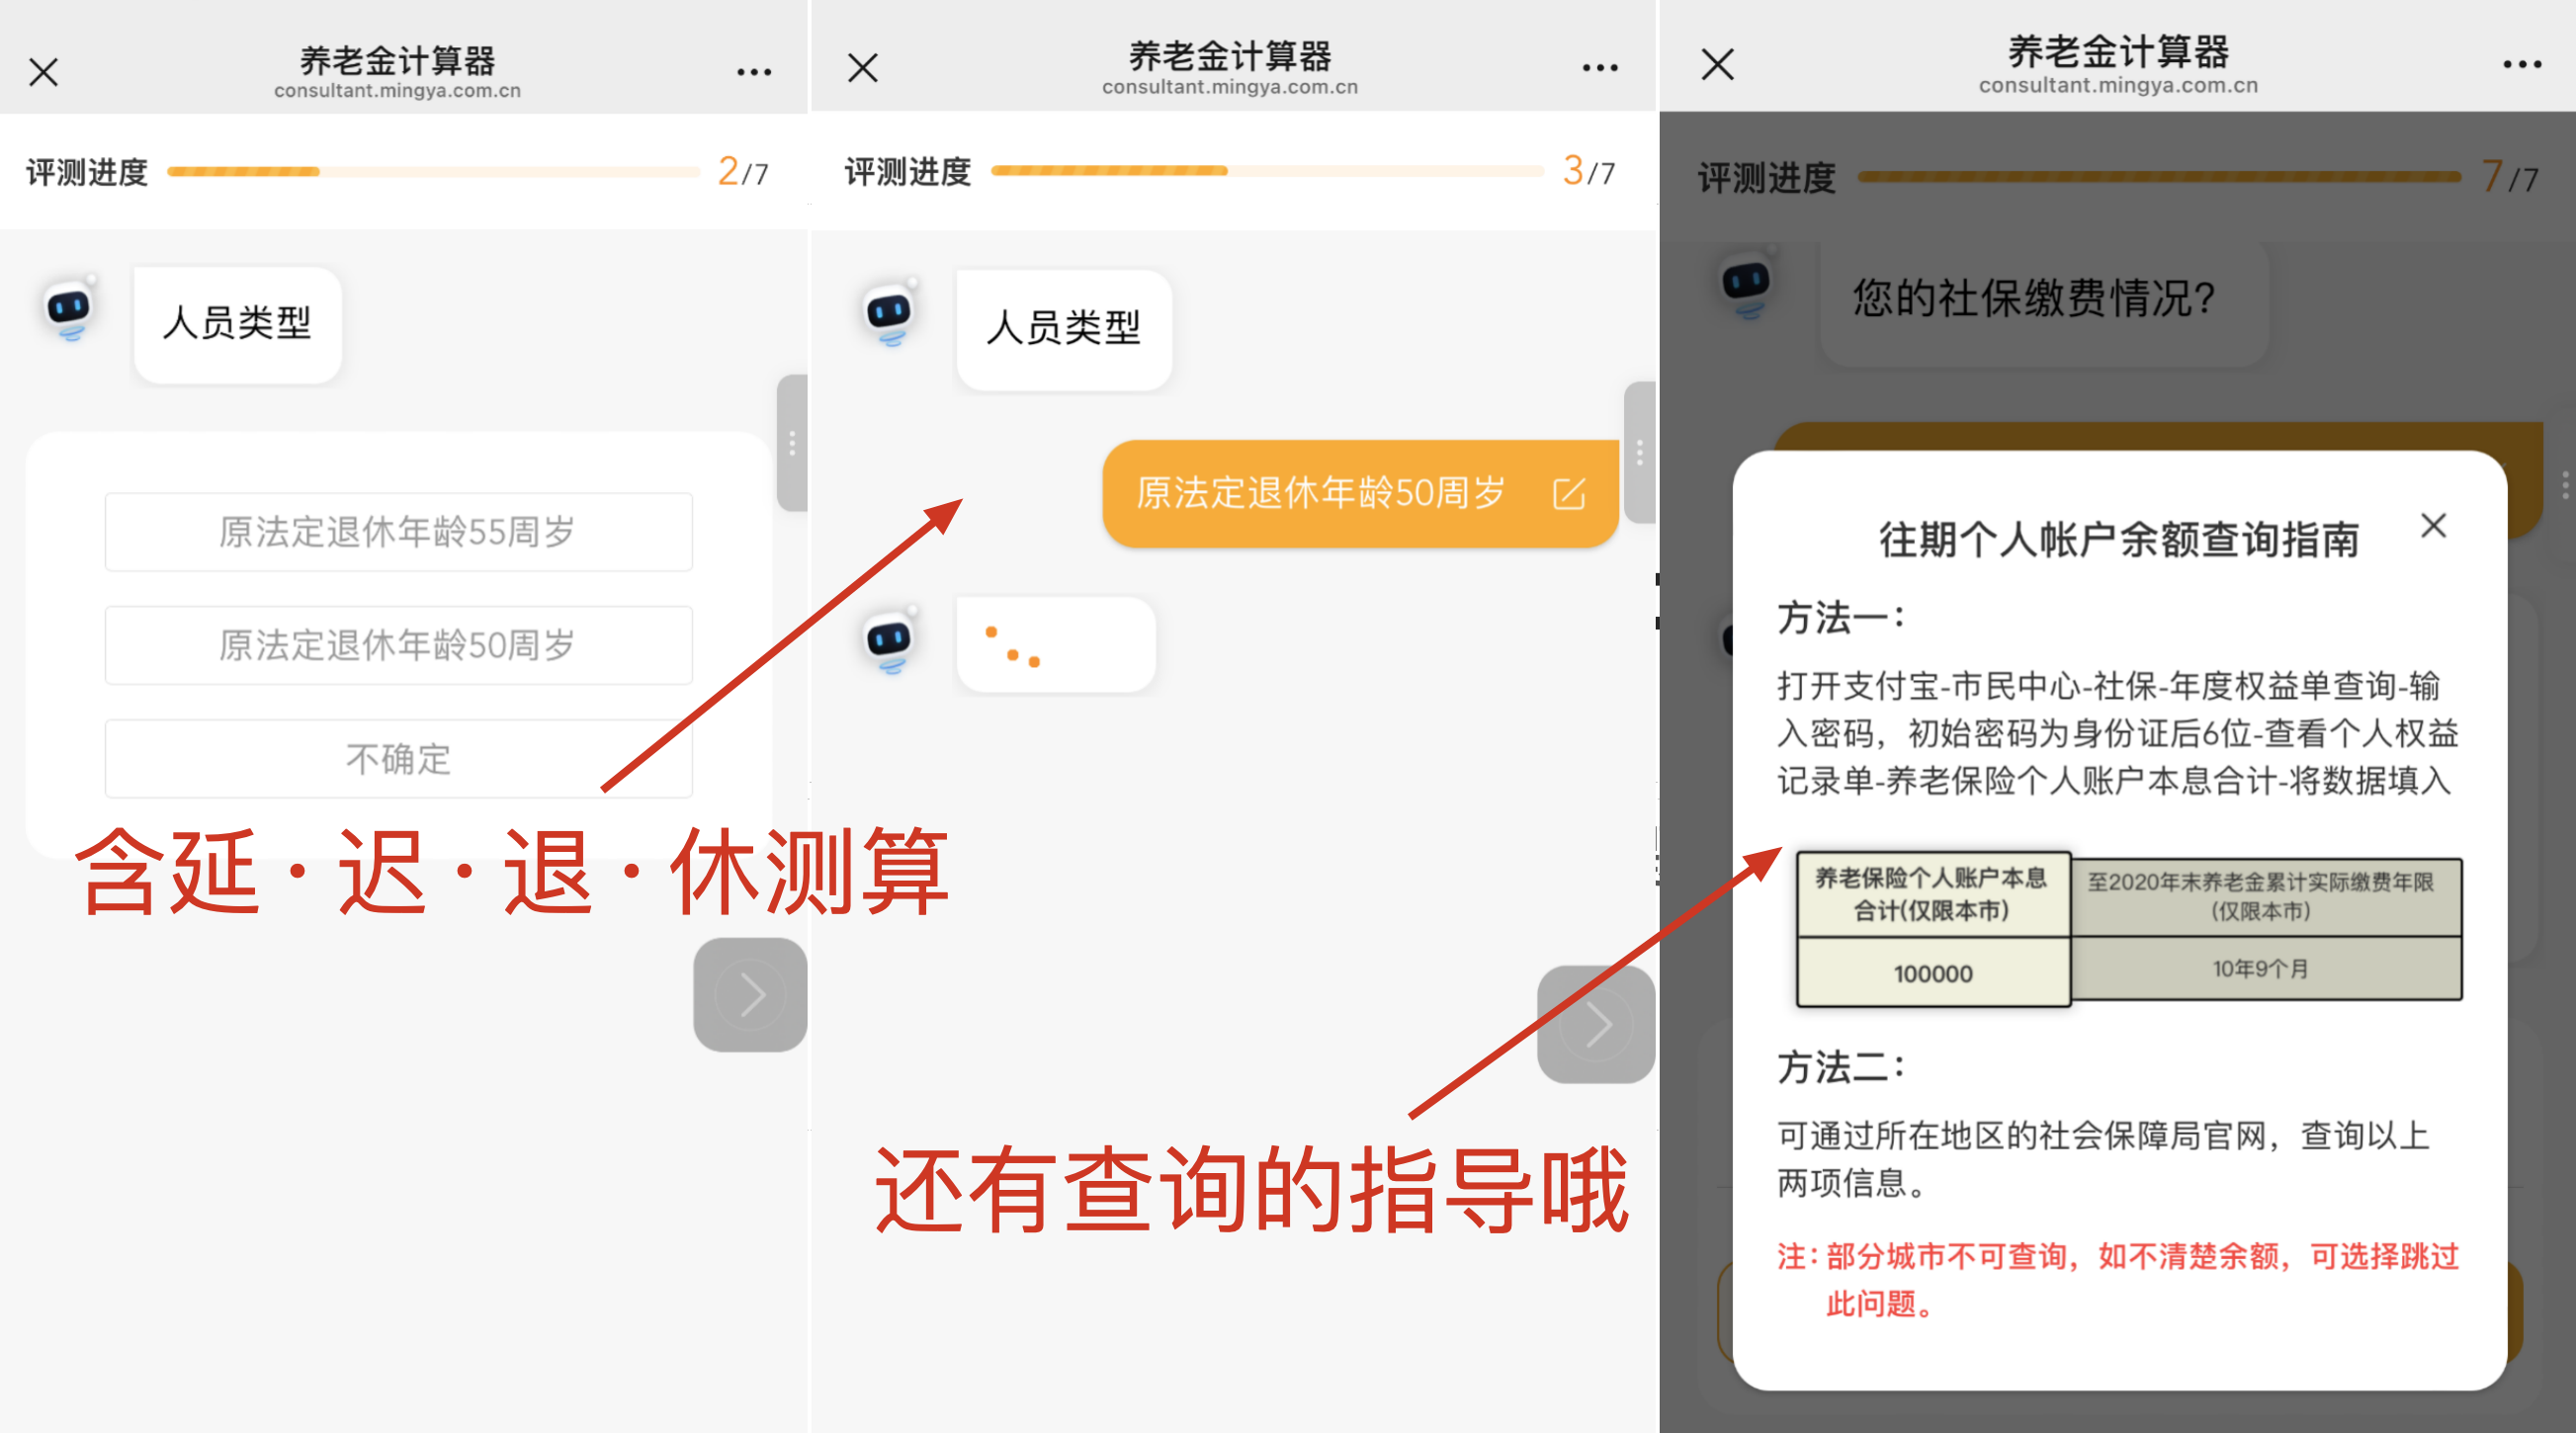 养老金计算器
consultant.mingya.com.cn
评测进度
2/7
人员类型
原法定退休年龄55周岁
原法定退休年龄50周岁
不确定
含延·迟·退·休测算
养老金计算器
consultant.mingya.com.cn
评测进度
3/7
人员类型
原法定退休年龄50周岁
还有查询的指导哦
养老金计算器
consultant.mingya.com.cn
评测进度
7/7
您的社保缴费情况?
往期个人帐户余额查询指南
方法一：
打开支付宝-市民中心-社保-年度权益单查询-输
入密码，初始密码为身份证后6位-查看个人权益
记录单-养老保险个人账户本息合计-将数据填入
养老保险个人账户本息
合计(仅限本市)
至2020年末养老金累计实际缴费年限
(仅限本市)
100000
10年9个月
方法二：
可通过所在地区的社会保障局官网，查询以上
两项信息。
注：部分城市不可查询，如不清楚余额，可选择跳过
此问题。